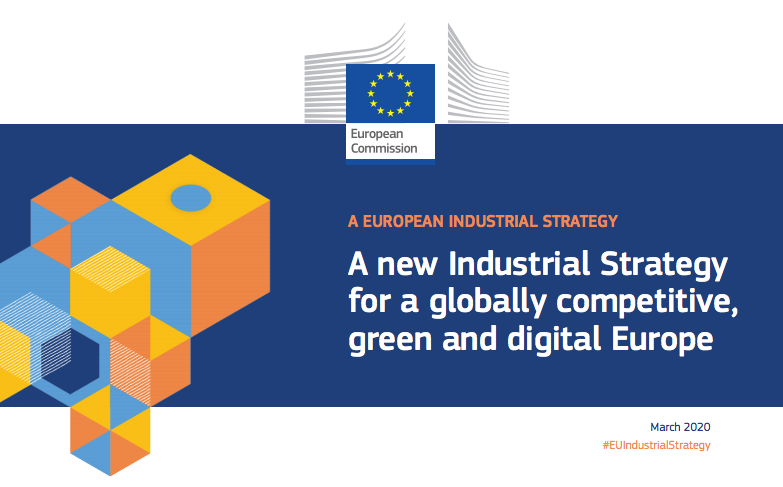 European
Commission
A EUROPEAN INDUSTRIAL STRATEGY
A new Industrial Strategy
for a globally competitive,
green and digital Europe
March 2020
#EUIndustrialStrategy